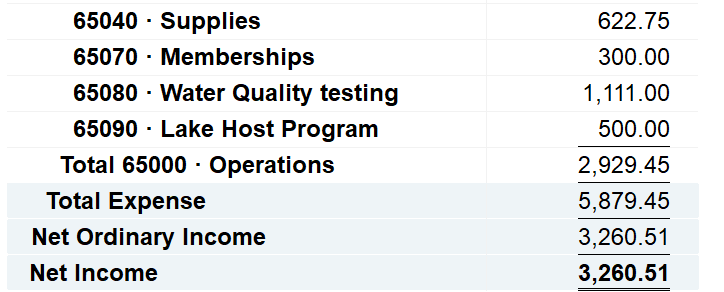 65040 · Supplies 622.75
65070 · Memberships 300.00
65080 · Water Quality testing 1,111.00
65090 · Lake Host Program 500.00
Total 65000 · Operations 2,929.45
Total Expense 5,879.45
Net Ordinary Income 3,260.51
Net Income 3,260.51